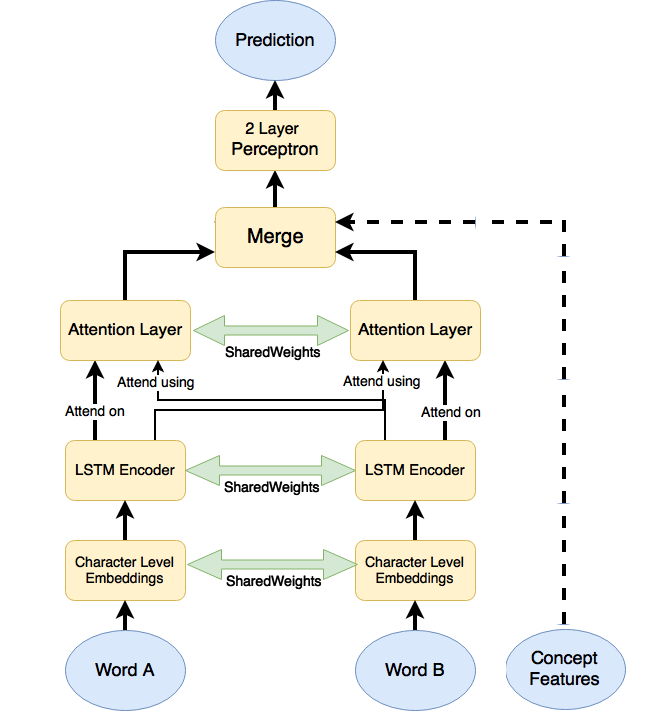 Prediction
2 Layer
Perceptron
Merge
Attention Layer
SharedWeights
Attention Layer
Attend using
Attend using
Attend on
Attend on
LSTM Encoder
SharedWeights
LSTM Encoder
Character Level
Embeddings
SharedWeights
Character Level
Embeddings
Word A
Word B
Concept
Features